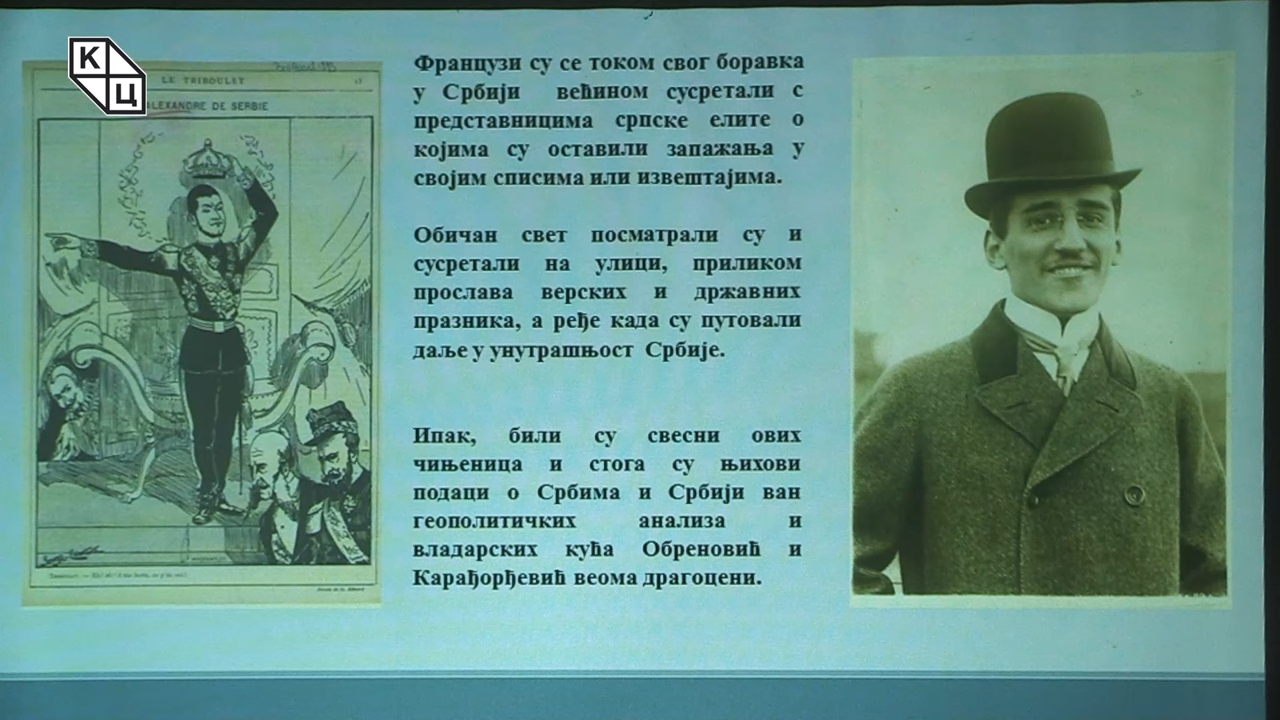 К
Ц
LE TRIBOULET
ALEXANDRE DE SERBIE
Французи су се током свог боравка
у Србији већином сусретали с
представницима српске елите о
којима су оставили запажања у
својим списима или извештајима.
Обичан свет посматрали су и
сусретали на улици, приликом
прослава верских и државних
празника, а ређе када су путовали
даље у унутрашњост Србије.
Ипак, били су свесни ових
чињеница и стога су њихови
подаци о Србима и Србији ван
геополитичких анализа и
владарских кућа Обреновић и
Карађорђевић веома драгоцени.